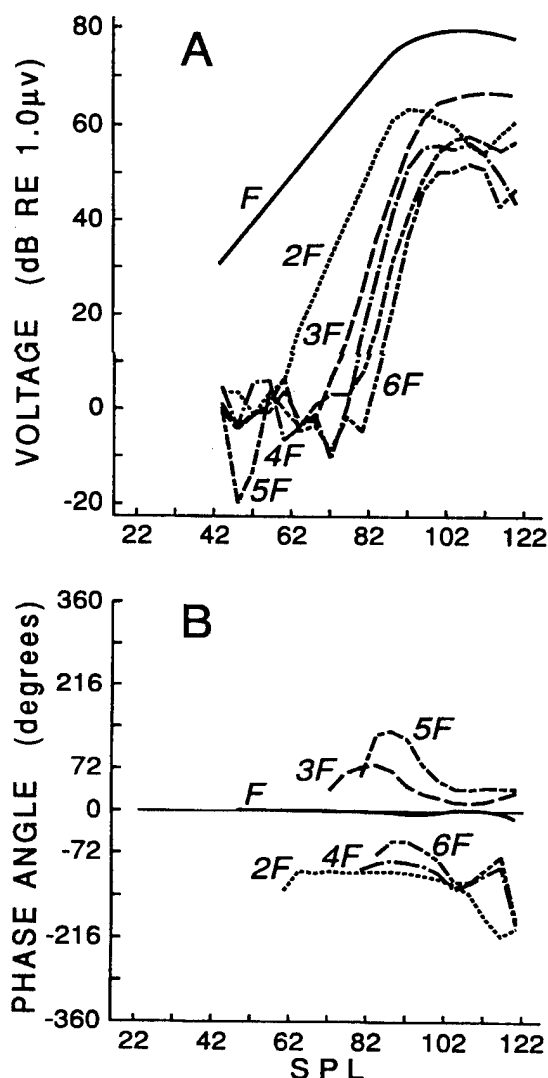 A
VOLTAGE (dB RE 1.0µv)
80
60
40
20
0
-20
F
2F
3F
4F
5F
6F
22 42 62 82 102 122
B
PHASE ANGLE (degrees)
360
216
72
0
-72
-216
-360
5F
3F
F
2F 4F 6F
22 42 62 82 102 122
SPL